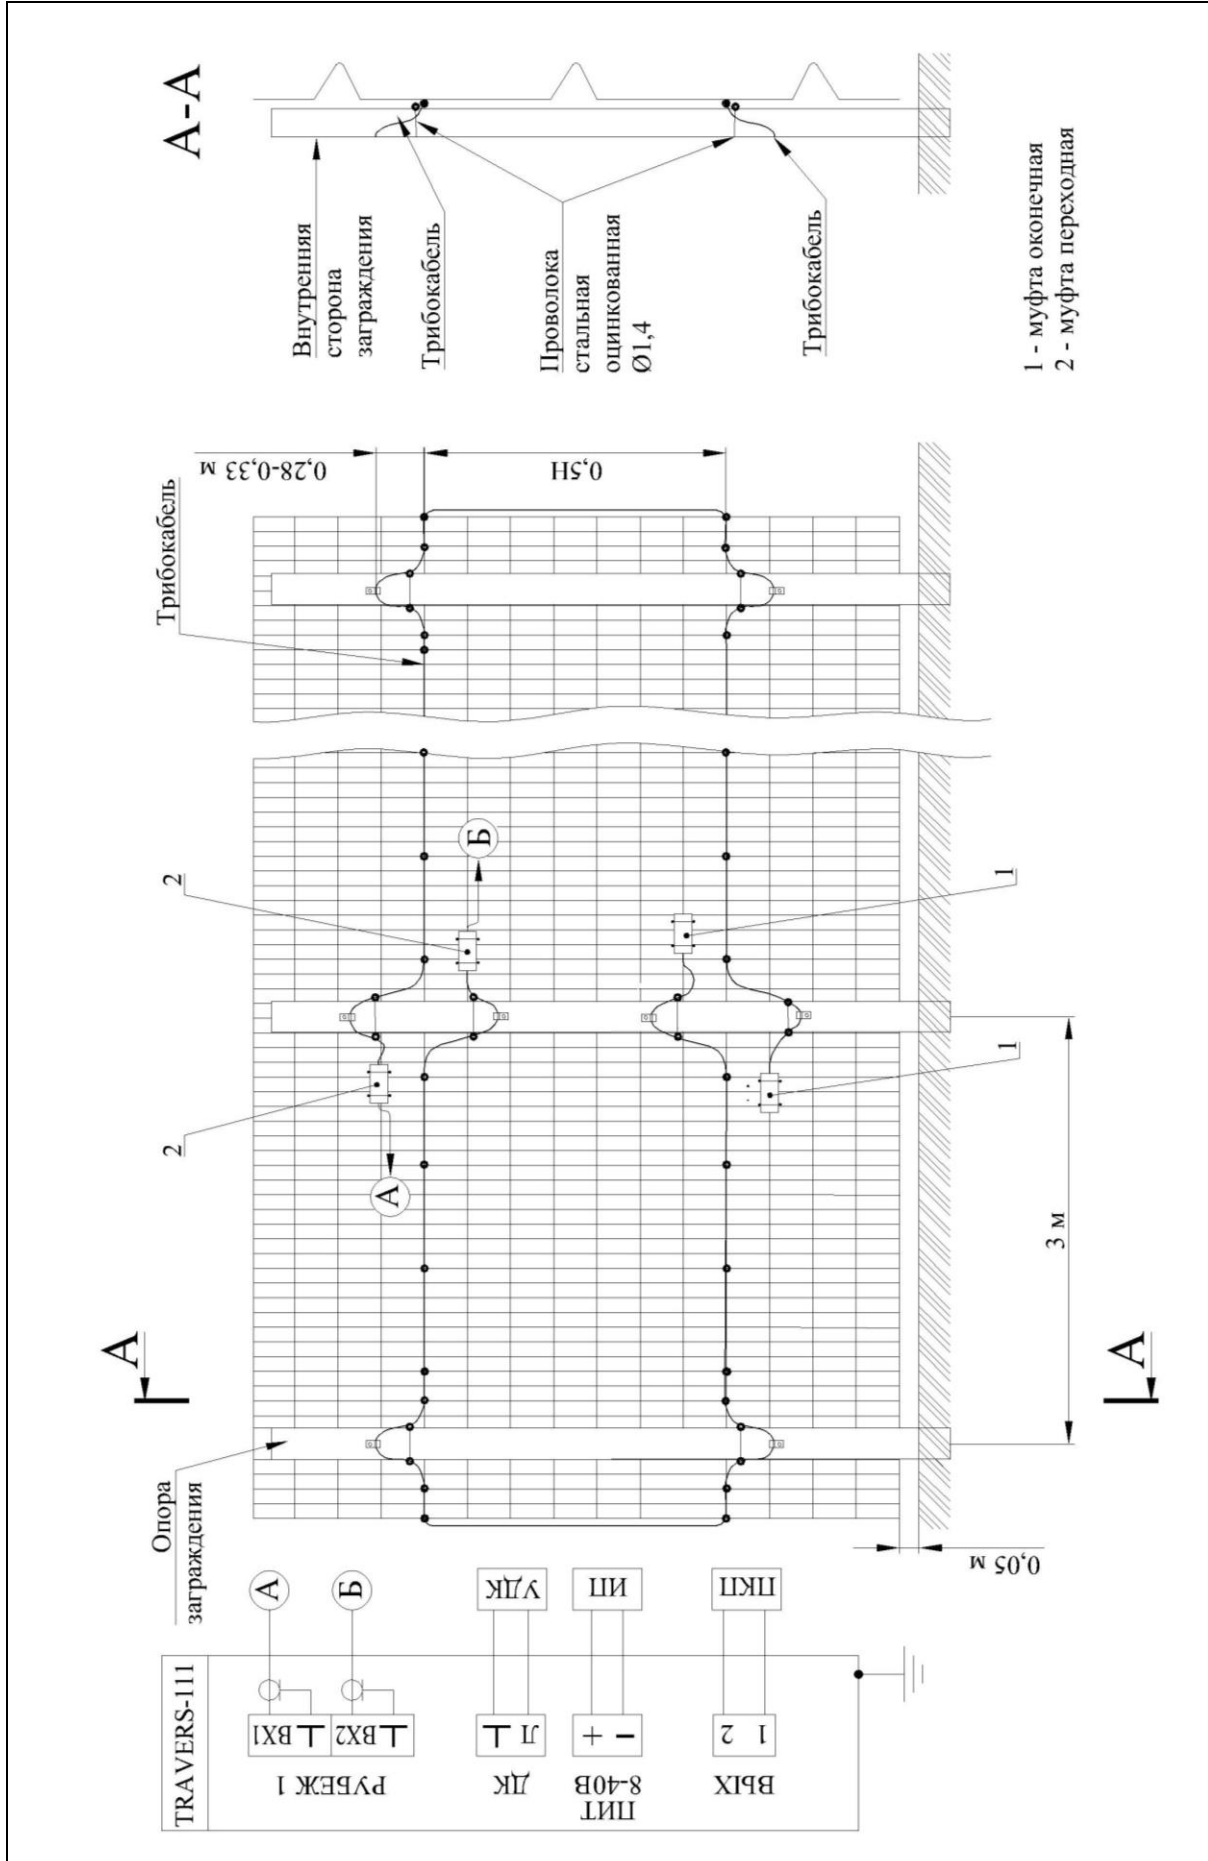 А-А
Внутренняя
сторона
заграждения
Трибокабель
Проволока
стальная
оцинкованная
Ø1,4
Трибокабель
1 - муфта оконечная
2 - муфта переходная
0,28-0,33 м
0,5Н
Трибокабель
2
Б
1
2
А
1
3 м
А
А
Опора
заграждения
0,05 м
TRAVERS-111
А
Б
УДК
ИП
ПКП
ВХ1
ВХ2
РУБЕЖ 1
Л
ДК
+ −
ПИТ
8-40В
1 2
ВЫХ